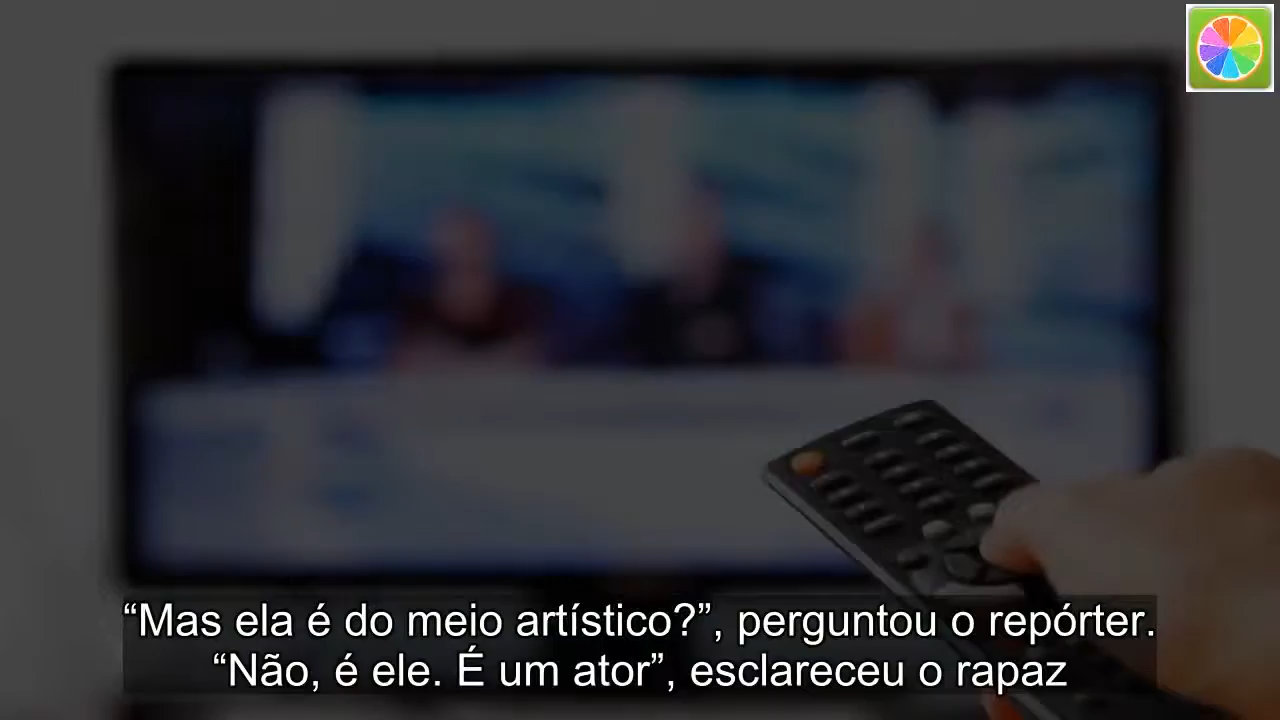 “Mas ela é do meio artístico?”, perguntou o repórter.
“Não, é ele. É um ator”, esclareceu o rapaz